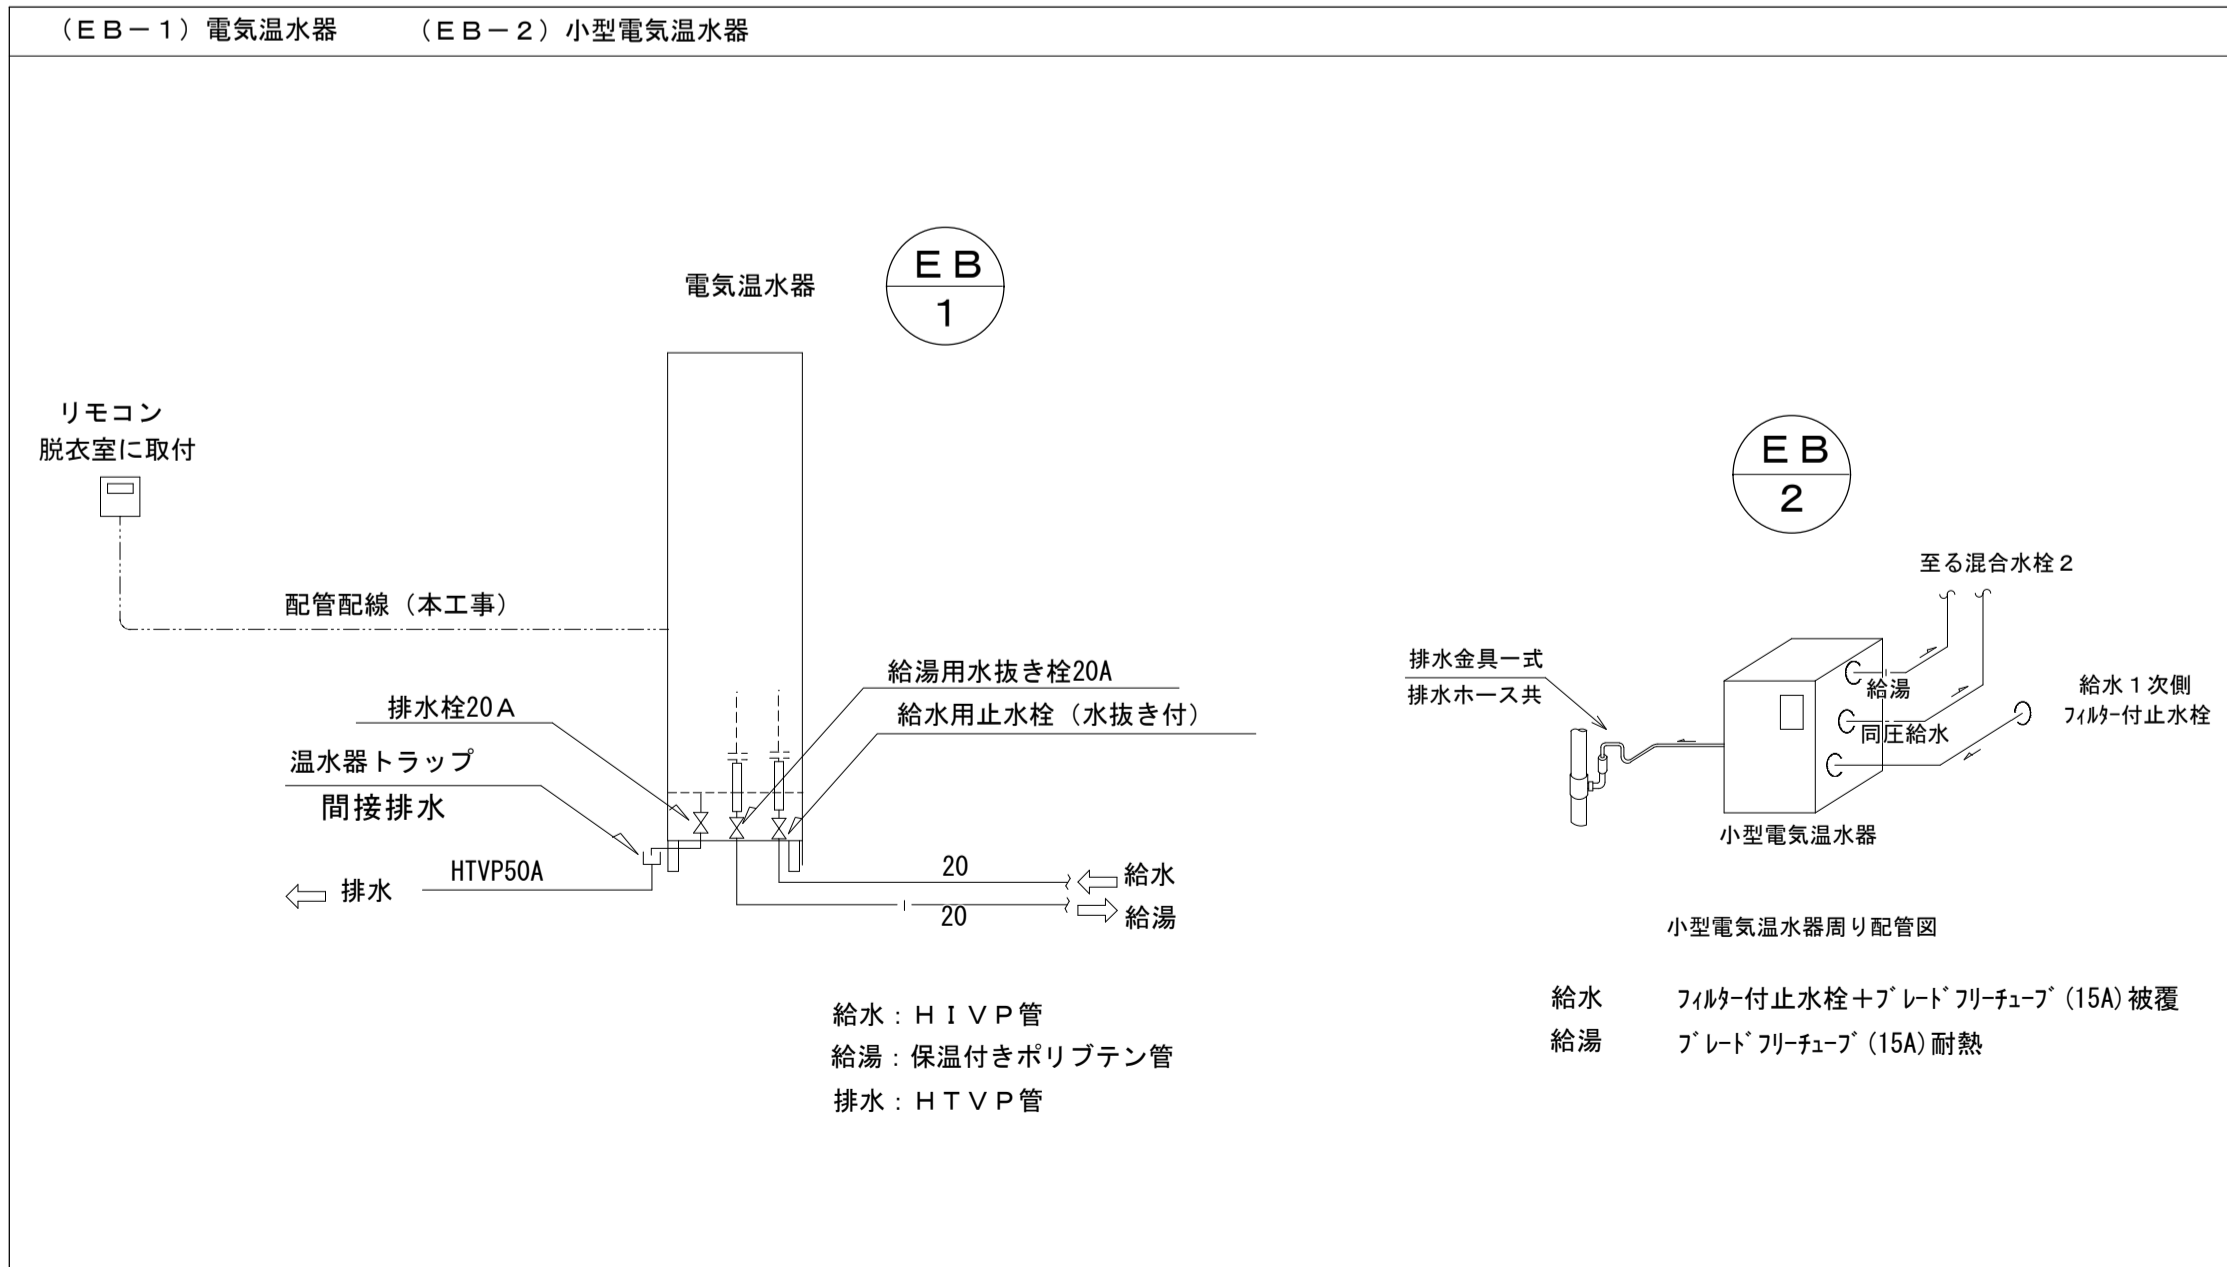 （ＥＢ－１）電気温水器　　（ＥＢ－２）小型電気温水器
電気温水器
ＥＢ
1
リモコン
脱衣室に取付
配管配線（本工事）
給湯用水抜き栓20A
給水用止水栓（水抜き付）
排水栓20Ａ
温水器トラップ
間接排水
HTVP50A
排水
20
給水
20
給湯
給水：ＨＩＶＰ管
給湯：保温付きポリブテン管
排水：ＨＴＶＰ管
ＥＢ
2
至る混合水栓２
排水金具一式
排水ホース共
給湯
同圧給水
給水１次側
ﾌｨﾙﾀｰ付止水栓
小型電気温水器
小型電気温水器周り配管図
給水　ﾌｨﾙﾀｰ付止水栓＋ﾌﾞﾚｰﾄﾞﾌﾘｰﾁｭｰﾌﾞ(15A)被覆
給湯　ﾌﾞﾚｰﾄﾞﾌﾘｰﾁｭｰﾌﾞ(15A)耐熱